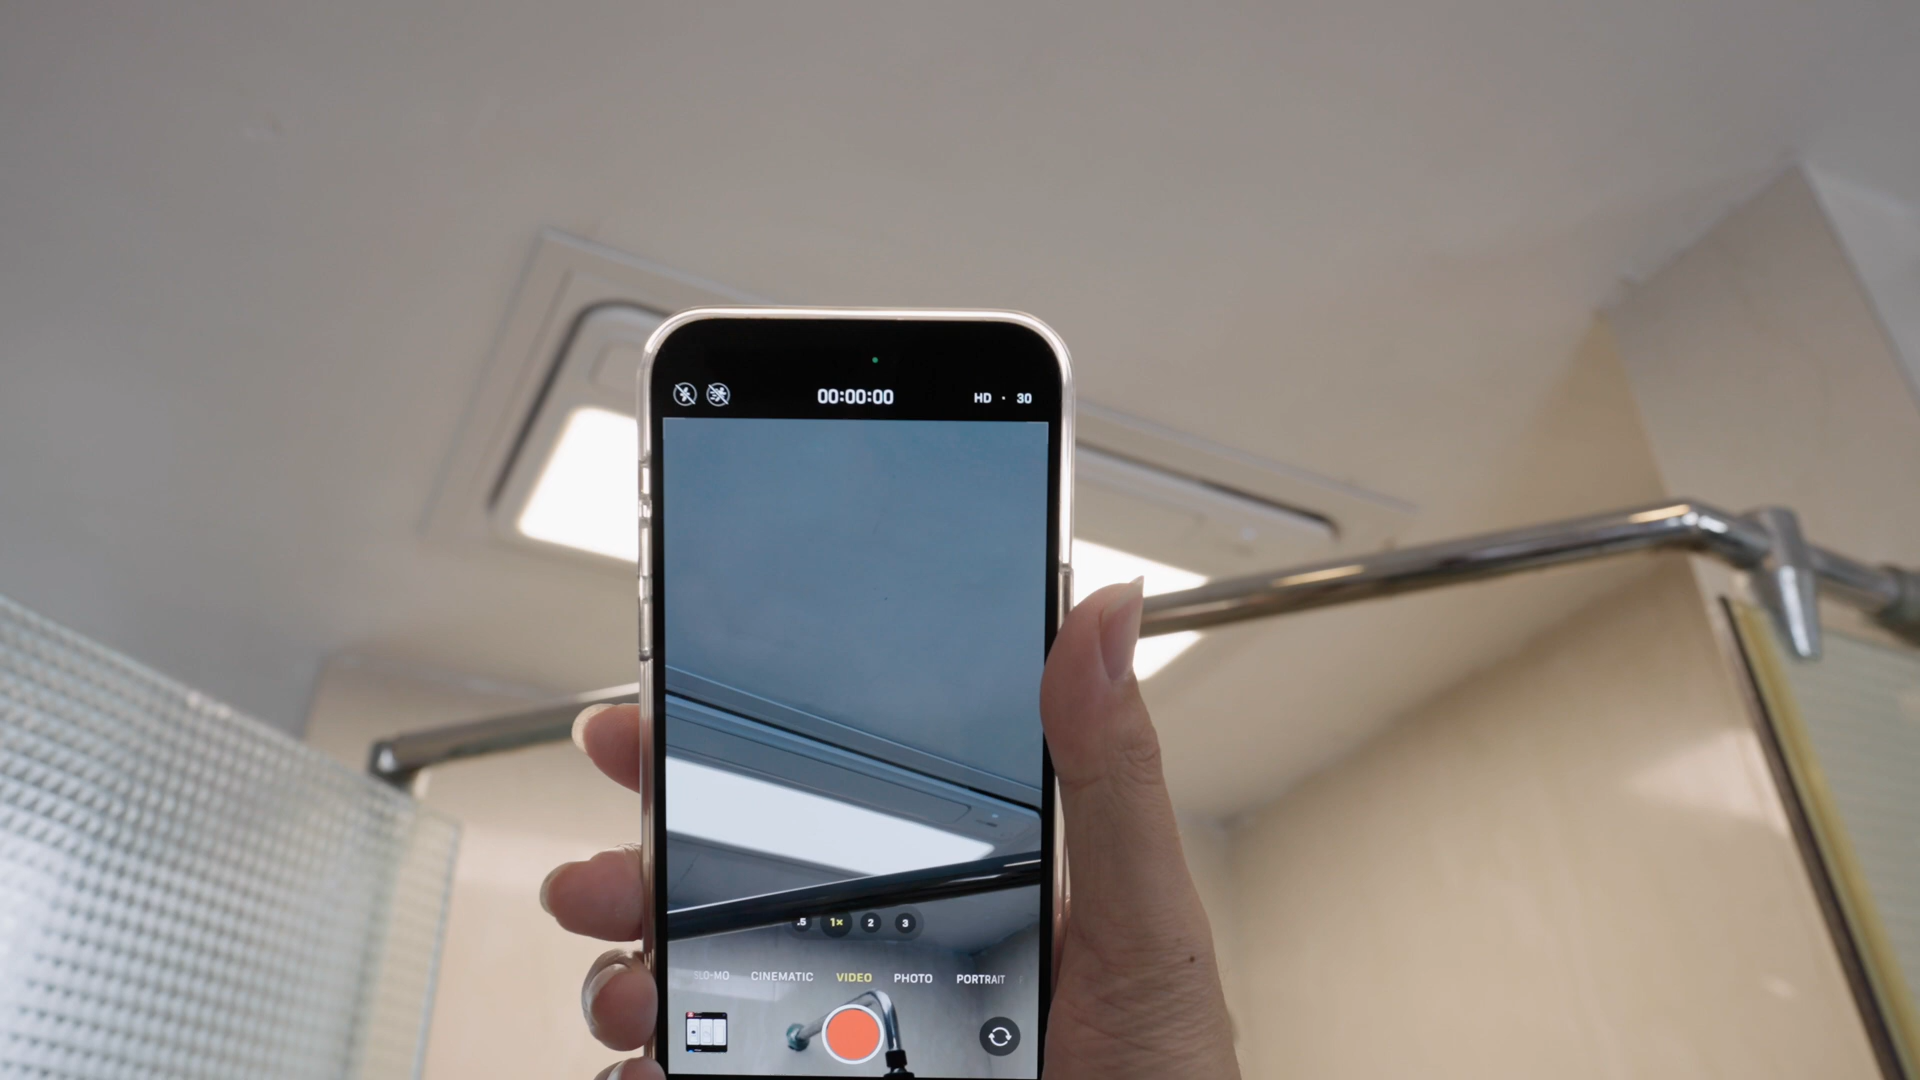 00:00:00
HD · 30
.5 1× 2 3
SLO-MO CINEMATIC VIDEO PHOTO PORTRAIT